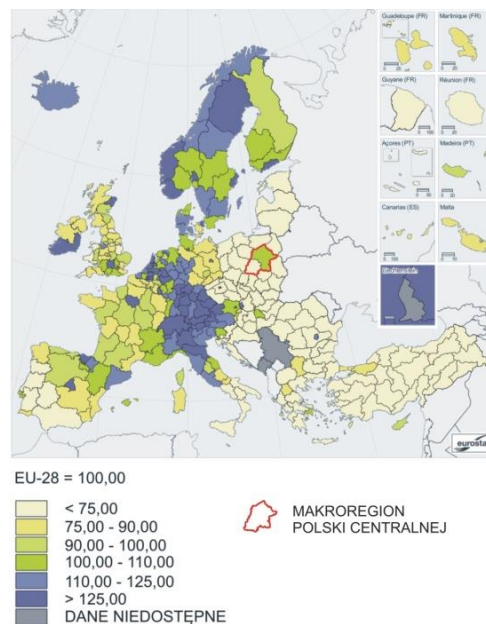 Guadeloupe (FR)
Martinique (FR)
Guyane (FR)
Réunion (FR)
Açores (PT)
Madeira (PT)
Canarias (ES)
Malta
Liechtenstein
eurostat
EU-28 = 100,00
< 75,00
75,00 - 90,00
90,00 - 100,00
100,00 - 110,00
110,00 - 125,00
> 125,00
DANE NIEDOSTĘPNE
MAKROREGION
POLSKI CENTRALNEJ